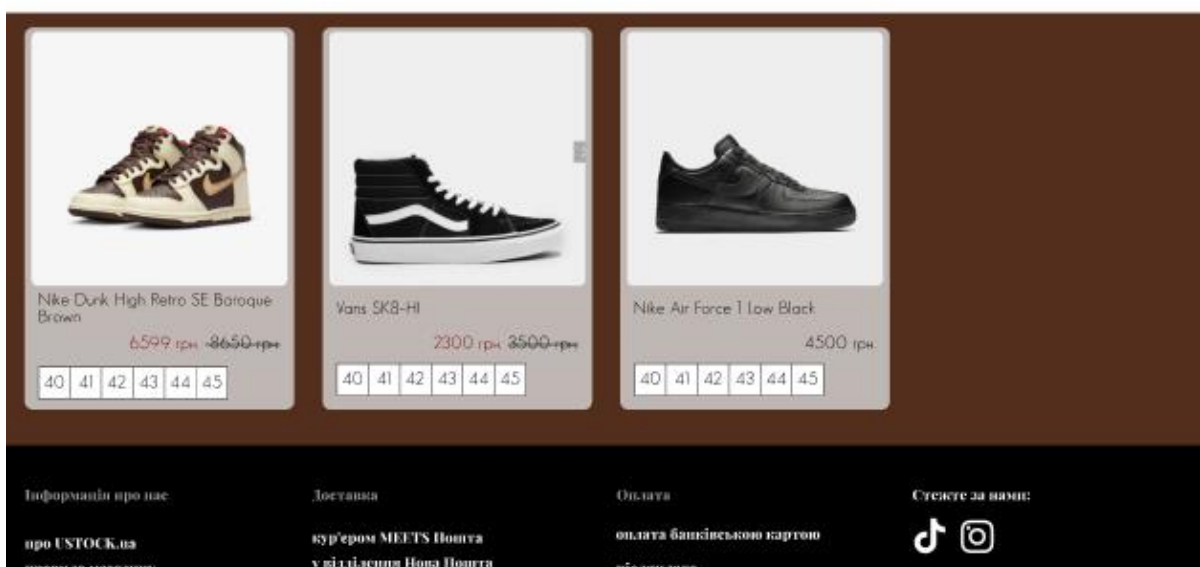 Nike Dunk High Retro SE Baroque
Brown
6599 грн. 8650 грн.
40 41 42 43 44 45
Vans SK8-HI
2300 грн. 3500 грн.
40 41 42 43 44 45
Nike Air Force 1 Low Black
4500 грн.
40 41 42 43 44 45
Інформація про нас
про USTOCK.ua
Доставка
кур'єром MEETS Пошта
у відділення Нова Пошта
Оплата
оплата банківською картою
Стежте за нами: